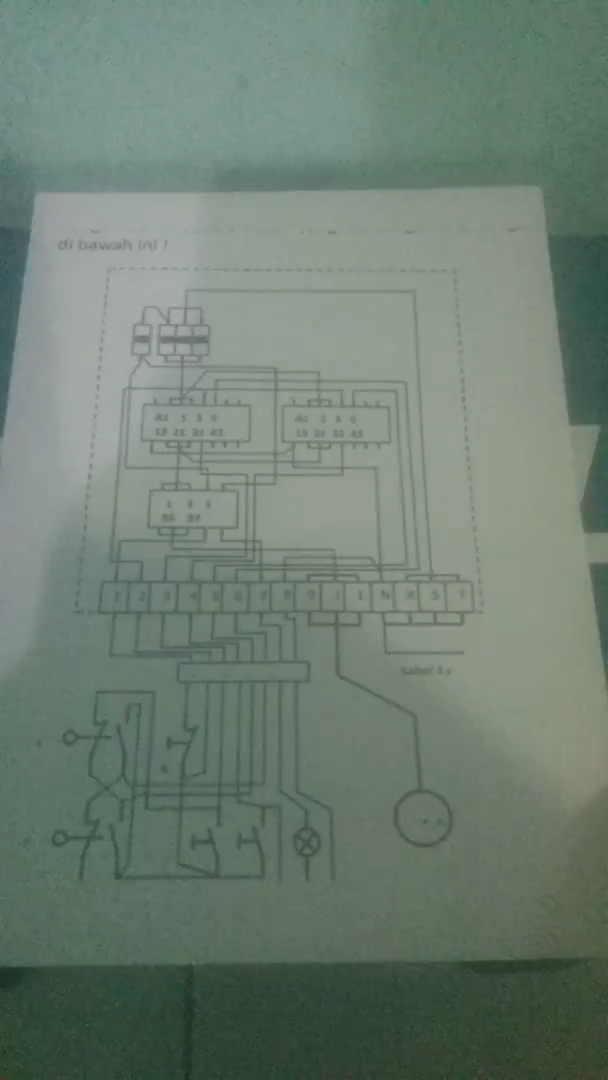 di bawah ini !
A1 1 3 5
13 21 31 43
A1 1 3 5
13 21 31 43
1 3 5
95 97
1 2 3 4 5 6 7 8 9 1 1 N R S T